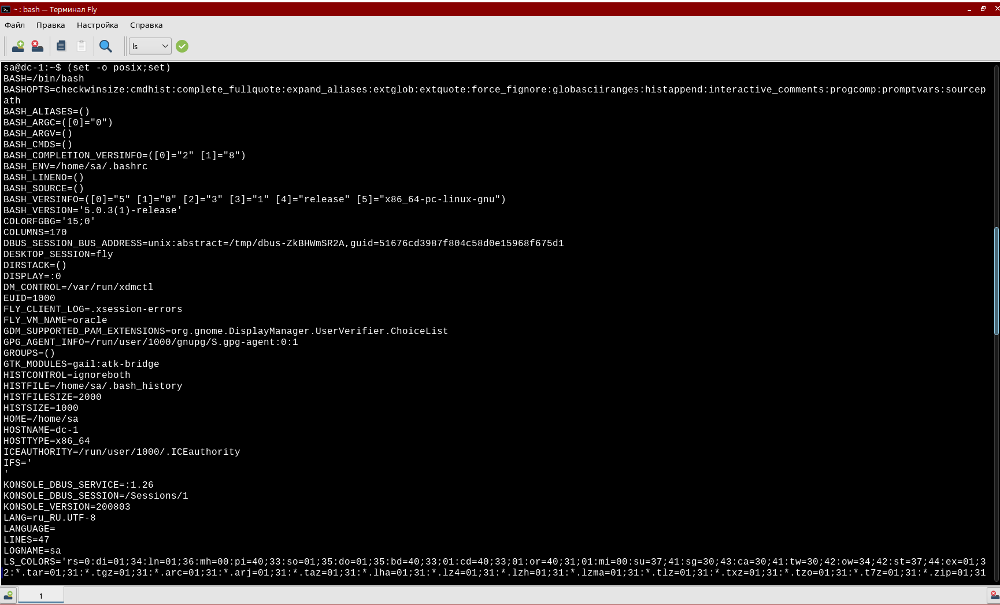 ~ : bash — Терминал Fly
Файл Правка Настройка Справка
ls
sa@dc-1:~$ (set -o posix;set)
BASH=/bin/bash
BASHOPTS=checkwinsize:cmdhist:complete_fullquote:expand_aliases:extglob:extquote:force_fignore:globasciiranges:histappend:interactive_comments:progcomp:promptvars:sourcep
ath
BASH_ALIASES=()
BASH_ARGC=([0]="0")
BASH_ARGV=()
BASH_CMDS=()
BASH_COMPLETION_VERSINFO=([0]="2" [1]="8")
BASH_ENV=/home/sa/.bashrc
BASH_LINENO=()
BASH_SOURCE=()
BASH_VERSINFO=([0]="5" [1]="0" [2]="3" [3]="1" [4]="release" [5]="x86_64-pc-linux-gnu")
BASH_VERSION='5.0.3(1)-release'
COLORFGBG='15;0'
COLUMNS=170
DBUS_SESSION_BUS_ADDRESS=unix:abstract=/tmp/dbus-ZkBHWmSR2A,guid=51676cd3987f804c58d0e15968f675d1
DESKTOP_SESSION=fly
DIRSTACK=()
DISPLAY=:0
DM_CONTROL=/var/run/xdmctl
EUID=1000
FLY_CLIENT_LOG=.xsession-errors
FLY_VM_NAME=oracle
GDM_SUPPORTED_PAM_EXTENSIONS=org.gnome.DisplayManager.UserVerifier.ChoiceList
GPG_AGENT_INFO=/run/user/1000/gnupg/S.gpg-agent:0:1
GROUPS=()
GTK_MODULES=gail:atk-bridge
HISTCONTROL=ignoreboth
HISTFILE=/home/sa/.bash_history
HISTFILESIZE=2000
HISTSIZE=1000
HOME=/home/sa
HOSTNAME=dc-1
HOSTTYPE=x86_64
ICEAUTHORITY=/run/user/1000/.ICEauthority
IFS='
'
KONSOLE_DBUS_SERVICE=:1.26
KONSOLE_DBUS_SESSION=/Sessions/1
KONSOLE_VERSION=200803
LANG=ru_RU.UTF-8
LANGUAGE=
LINES=47
LOGNAME=sa
LS_COLORS='rs=0:di=01;34:ln=01;36:mh=00:pi=40;33:so=01;35:do=01;35:bd=40;33;01:cd=40;33;01:or=40;31;01:mi=00:su=37;41:sg=30;43:ca=30;41:tw=30;42:ow=34;42:st=37;44:ex=01;3
2:*.tar=01;31:*.tgz=01;31:*.arc=01;31:*.arj=01;31:*.taz=01;31:*.lha=01;31:*.lz4=01;31:*.lzh=01;31:*.lzma=01;31:*.tlz=01;31:*.txz=01;31:*.tzo=01;31:*.t7z=01;31:*.zip=01;31
1